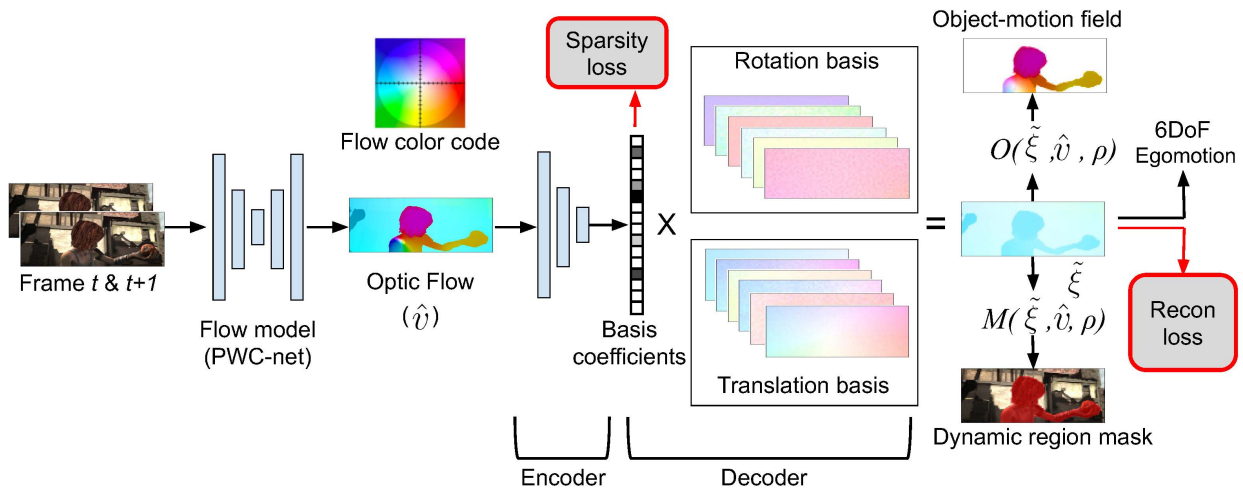 Object-motion field
Sparsity
loss
Rotation basis
Flow color code
O(ξ̃ , v̂ , ρ)
6DoF
Egomotion
X
=
Frame t & t+1
Optic Flow
(v̂)
ξ̃
Flow model
(PWC-net)
Basis
coefficients
M(ξ̃ , v̂, ρ)
Recon
loss
Translation basis
Dynamic region mask
Encoder
Decoder